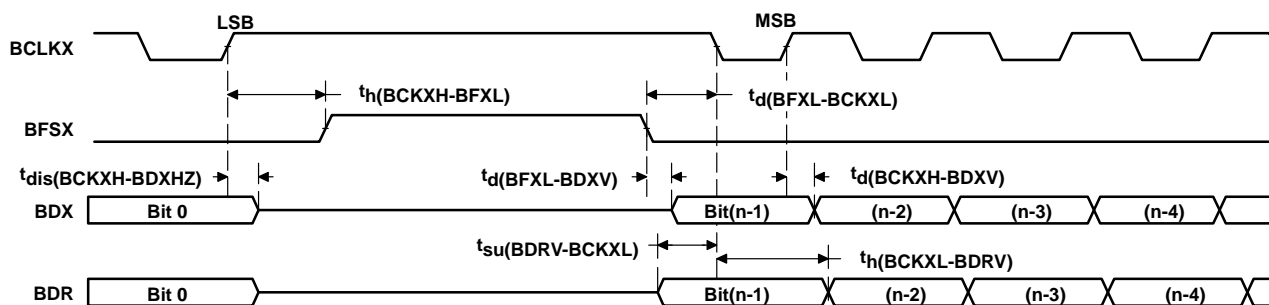 LSB MSB
BCLKX
th(BCKXH-BFXL) td(BFXL-BCKXL)
BFSX
tdis(BCKXH-BDXHZ) td(BFXL-BDXV) td(BCKXH-BDXV)
BDX Bit 0 Bit(n-1) (n-2) (n-3) (n-4)
tsu(BDRV-BCKXL) th(BCKXL-BDRV)
BDR Bit 0 Bit(n-1) (n-2) (n-3) (n-4)